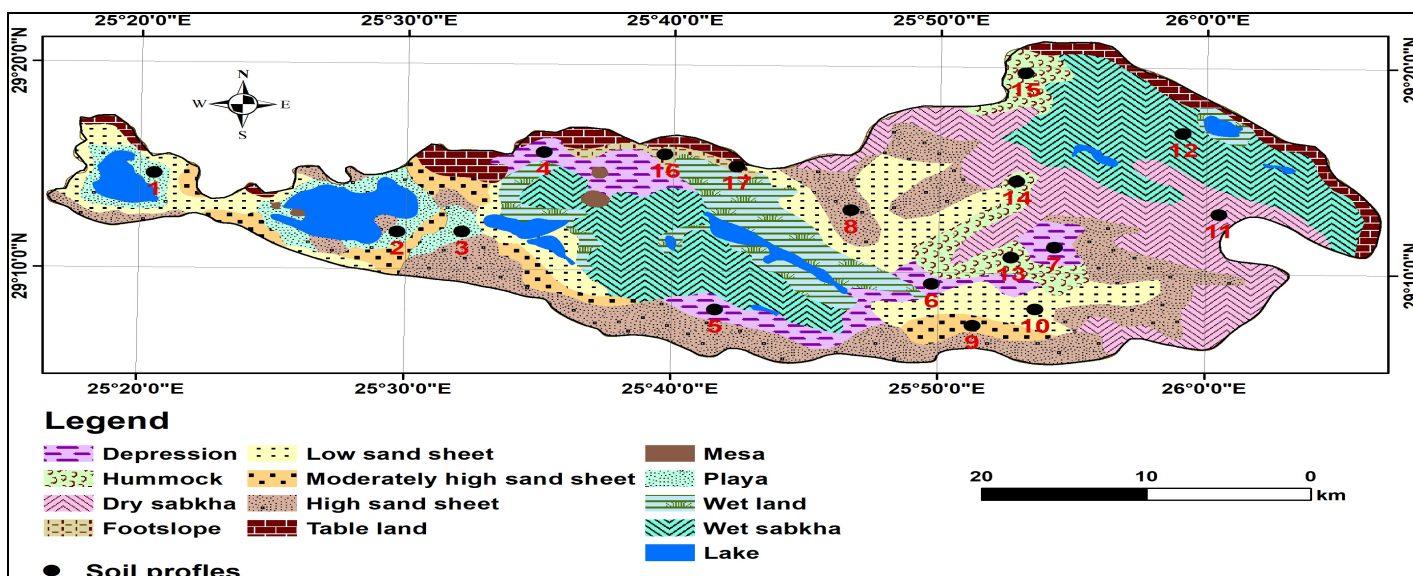 25°20'0"E 25°30'0"E 25°40'0"E 25°50'0"E 26°0'0"E
29°20'0"N
29°20'0"N
N
W E
S
15
12
4 16 17
1
14
8 11
2 3
13 7
29°10'0"N
29°10'0"N
6
5 10
9
25°20'0"E 25°30'0"E 25°40'0"E 25°50'0"E 26°0'0"E
Legend
Depression Low sand sheet Mesa
Hummock Moderately high sand sheet Playa
Dry sabkha High sand sheet Wet land
Footslope Table land Wet sabkha
Lake
20 10 0
km
Soil profles